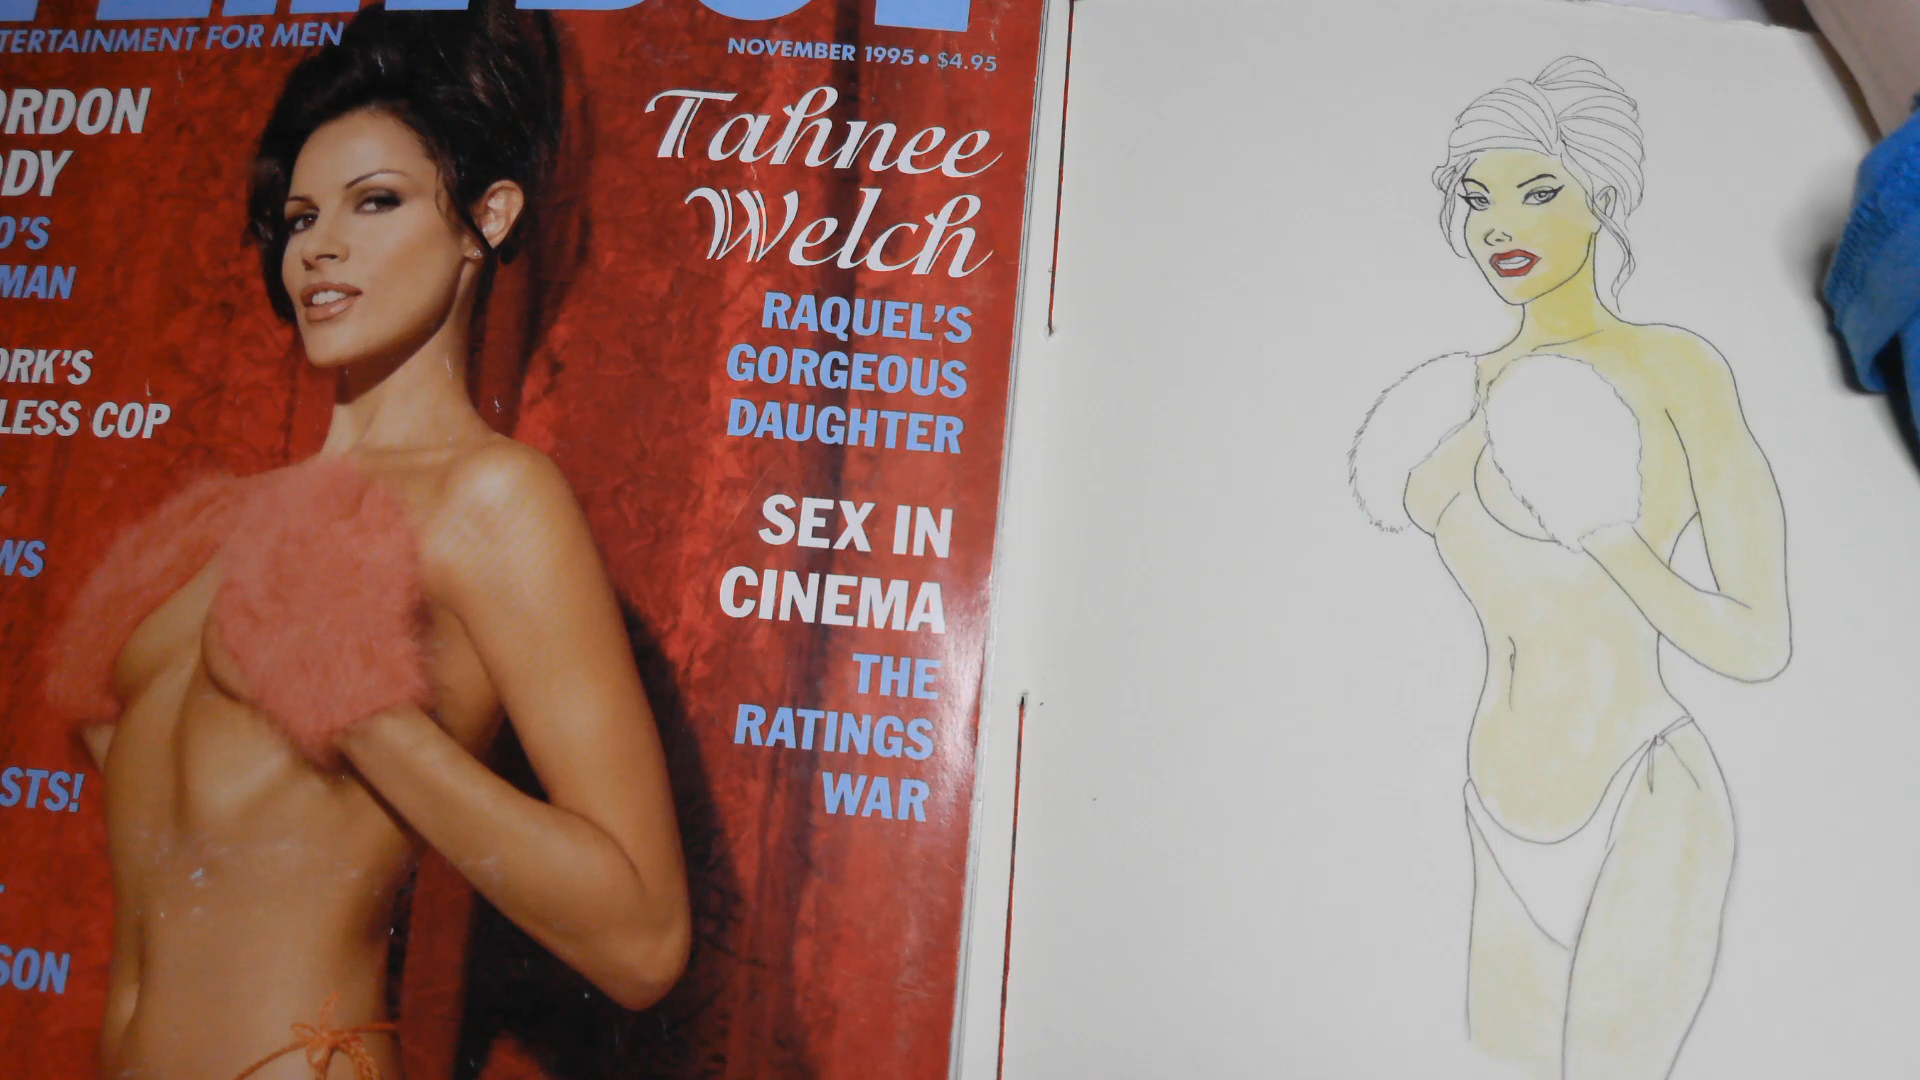 TERTAINMENT FOR MEN
NOVEMBER 1995 • $4.95
ORDON
ODY
O'S
MAN
ORK'S
LESS COP
WS
STS!
SON
Tahnee
Welch
RAQUEL'S
GORGEOUS
DAUGHTER
SEX IN
CINEMA
THE
RATINGS
WAR